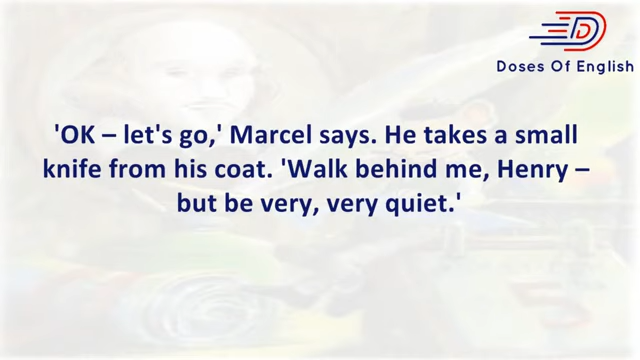 Doses Of English
'OK – let's go,' Marcel says. He takes a small
knife from his coat. 'Walk behind me, Henry –
but be very, very quiet.'